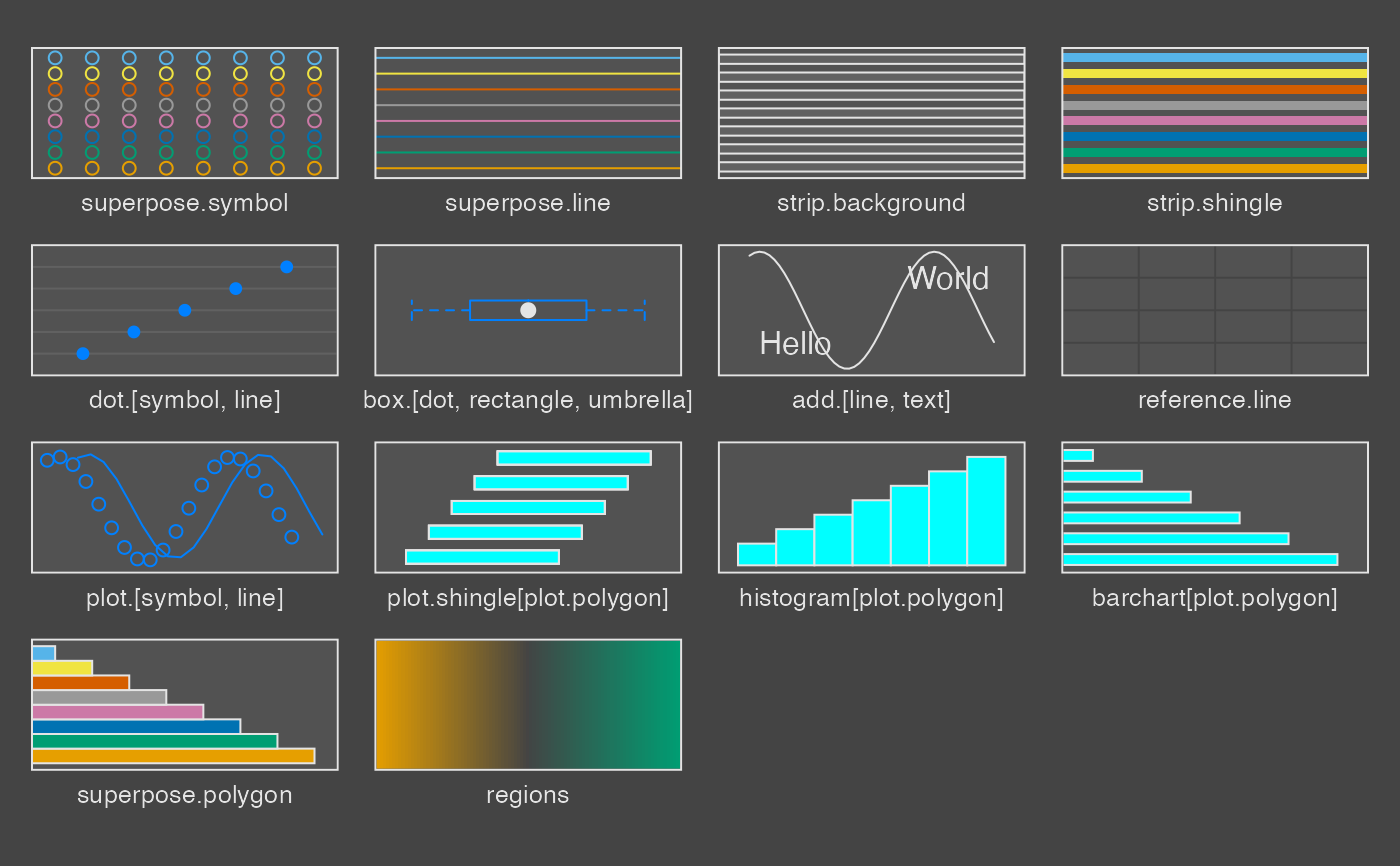 superpose.symbol
superpose.line
strip.background
strip.shingle
World
Hello
dot.[symbol, line]
box.[dot, rectangle, umbrella]
add.[line, text]
reference.line
plot.[symbol, line]
plot.shingle[plot.polygon]
histogram[plot.polygon]
barchart[plot.polygon]
superpose.polygon
regions